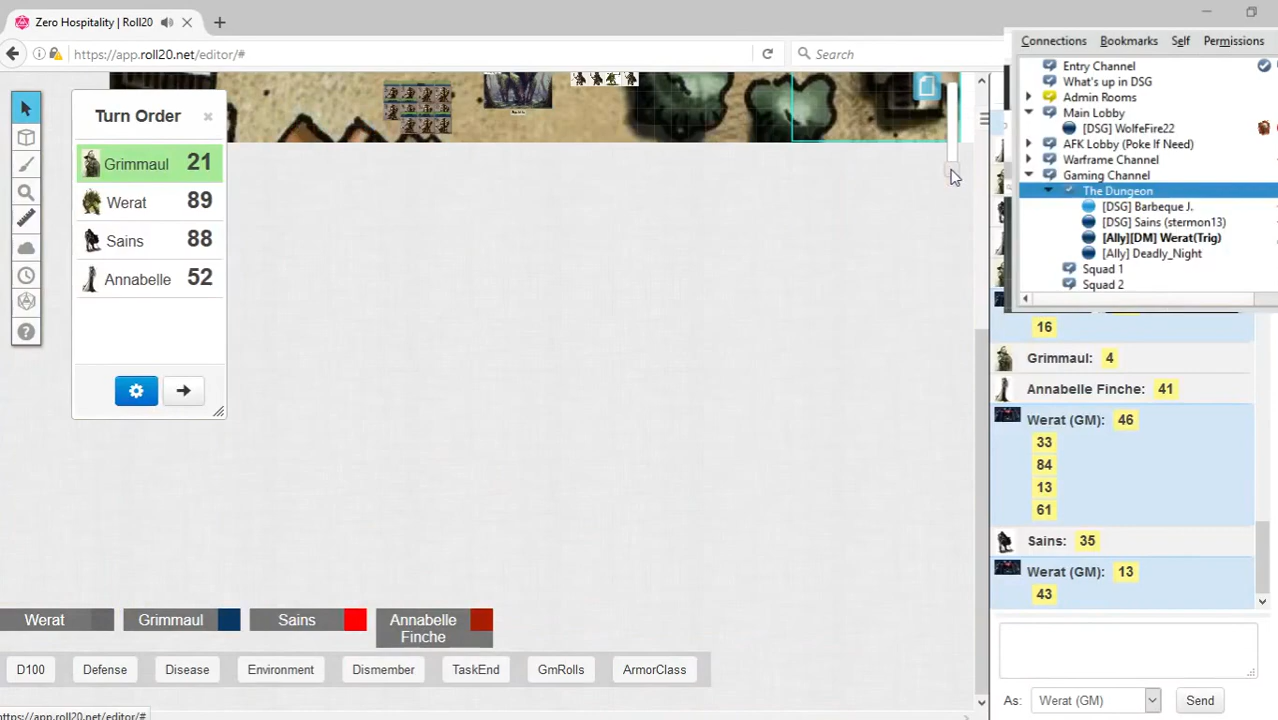 Zero Hospitality | Roll20
https://app.roll20.net/editor/#
Search
Connections Bookmarks Self Permissions
Entry Channel
What's up in DSG
Admin Rooms
Main Lobby
[DSG] WolfeFire22
AFK Lobby (Poke If Need)
Warframe Channel
Gaming Channel
The Dungeon
[DSG] Barbeque J.
[DSG] Sains (stermon13)
[Ally][DM] Werat(Trig)
[Ally] Deadly_Night
Squad 1
Squad 2
Turn Order
Grimmaul 21
Werat 89
Sains 88
Annabelle 52
16
Grimmaul: 4
Annabelle Finche: 41
Werat (GM): 46
33
84
13
61
Sains: 35
Werat (GM): 13
43
Werat
Grimmaul
Sains
Annabelle
Finche
D100 Defense Disease Environment Dismember TaskEnd GmRolls ArmorClass
As: Werat (GM) Send
https://app.roll20.net/editor/#